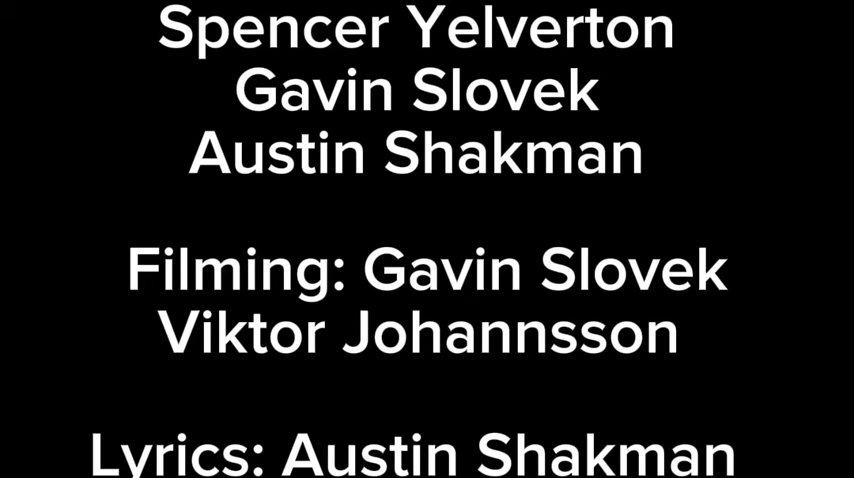 Spencer Yelverton
Gavin Slovek
Austin Shakman
Filming: Gavin Slovek
Viktor Johannsson
Lyrics: Austin Shakman